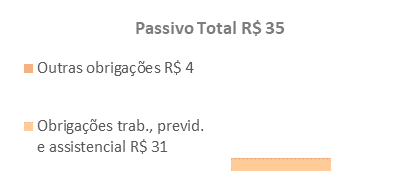 Passivo Total R$ 35
Outras obrigações R$ 4
Obrigações trab., previd.
e assistencial R$ 31